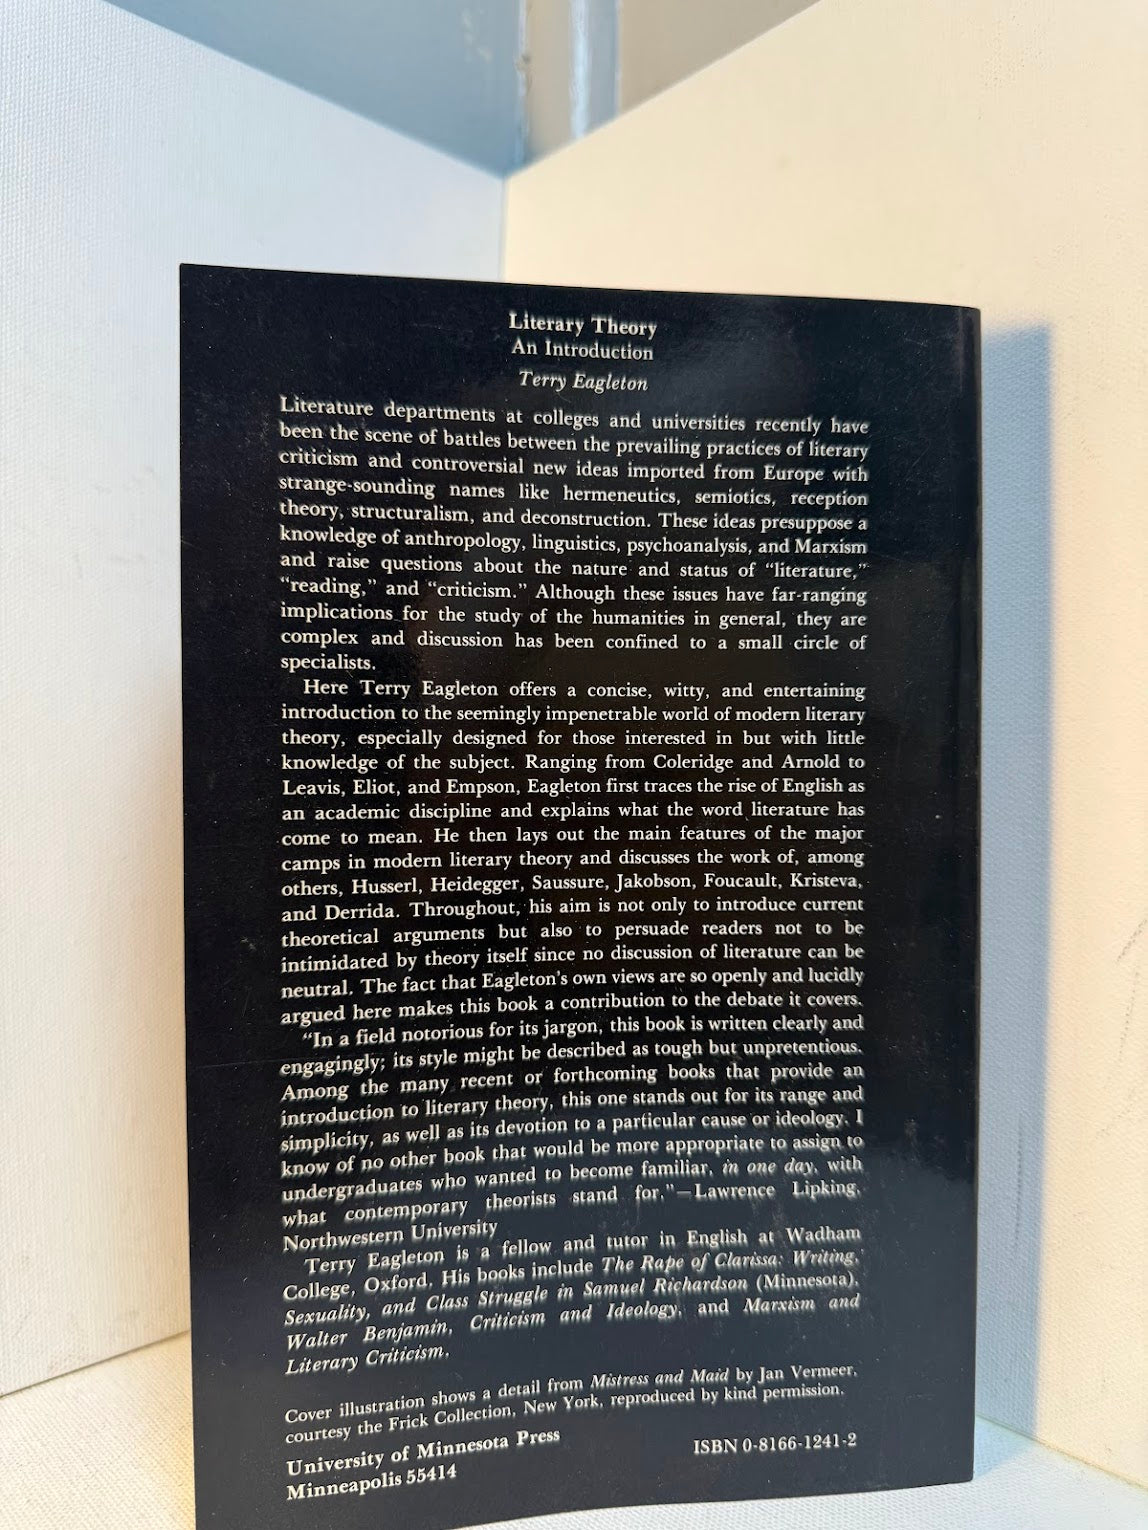 Literary Theory
An Introduction
Terry Eagleton
Literature departments at colleges and universities recently have
been the scene of battles between the prevailing practices of literary
criticism and controversial new ideas imported from Europe with
strange-sounding names like hermeneutics, semiotics, reception
theory, structuralism, and deconstruction. These ideas presuppose a
knowledge of anthropology, linguistics, psychoanalysis, and Marxism
and raise questions about the nature and status of “literature,”
“reading,” and “criticism.” Although these issues have far-ranging
implications for the study of the humanities in general, they are
complex and discussion has been confined to a small circle of
specialists.
Here Terry Eagleton offers a concise, witty, and entertaining
introduction to the seemingly impenetrable world of modern literary
theory, especially designed for those interested in but with little
knowledge of the subject. Ranging from Coleridge and Arnold to
Leavis, Eliot, and Empson, Eagleton first traces the rise of English as
an academic discipline and explains what the word literature has
come to mean. He then lays out the main features of the major
camps in modern literary theory and discusses the work of, among
others, Husserl, Heidegger, Saussure, Jakobson, Foucault, Kristeva,
and Derrida. Throughout, his aim is not only to introduce current
theoretical arguments but also to persuade readers not to be
intimidated by theory itself since no discussion of literature can be
neutral. The fact that Eagleton's own views are so openly and lucidly
argued here makes this book a contribution to the debate it covers.
“In a field notorious for its jargon, this book is written clearly and
engagingly; its style might be described as tough but unpretentious.
Among the many recent or forthcoming books that provide an
introduction to literary theory, this one stands out for its range and
simplicity, as well as its devotion to a particular cause or ideology. I
know of no other book that would be more appropriate to assign to
undergraduates who wanted to become familiar, in one day, with
what contemporary theorists stand for.”—Lawrence Lipking,
Northwestern University
Terry Eagleton is a fellow and tutor in English at Wadham
College, Oxford. His books include The Rape of Clarissa: Writing,
Sexuality, and Class Struggle in Samuel Richardson (Minnesota),
Walter Benjamin, Criticism and Ideology, and Marxism and
Literary Criticism.
Cover illustration shows a detail from Mistress and Maid by Jan Vermeer,
courtesy the Frick Collection, New York, reproduced by kind permission.
University of Minnesota Press
Minneapolis 55414
ISBN 0-8166-1241-2